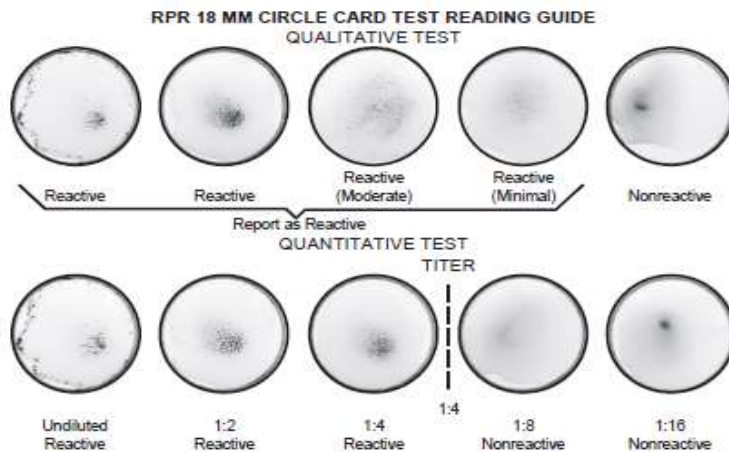 RPR 18 MM CIRCLE CARD TEST READING GUIDE
QUALITATIVE TEST
Reactive
Reactive
Reactive
(Moderate)
Reactive
(Minimal)
Nonreactive
Report as Reactive
QUANTITATIVE TEST
TITER
1:4
Undiluted
Reactive
1:2
Reactive
1:4
Reactive
1:8
Nonreactive
1:16
Nonreactive